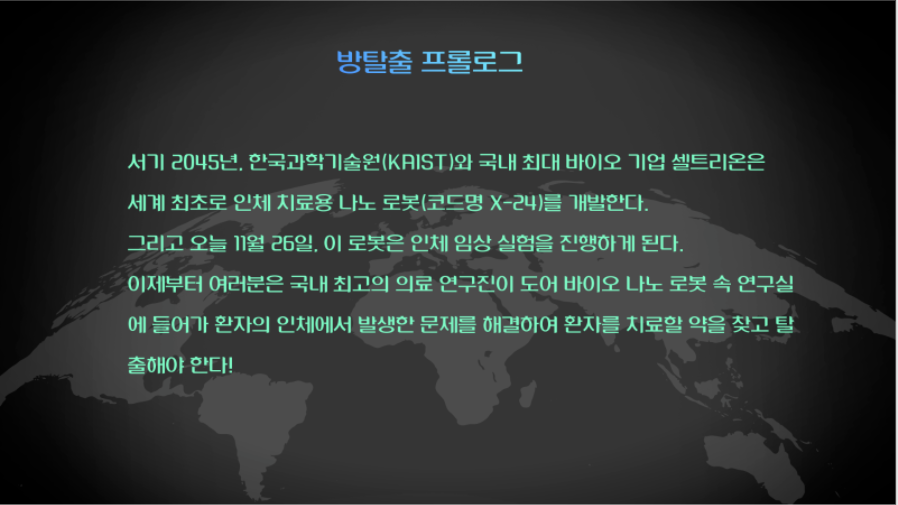 방탈출 프롤로그
서기 2045년, 한국과학기술원(KAIST)와 국내 최대 바이오 기업 셀트리온은
세계 최초로 인체 치료용 나노 로봇(코드명 X-24)를 개발한다.
그리고 오늘 11월 26일, 이 로봇은 인체 임상 실험을 진행하게 된다.
이제부터 여러분은 국내 최고의 의료 연구진이 도어 바이오 나노 로봇 속 연구실
에 들어가 환자의 인체에서 발생한 문제를 해결하여 환자를 치료할 약을 찾고 탈
출해야 한다!